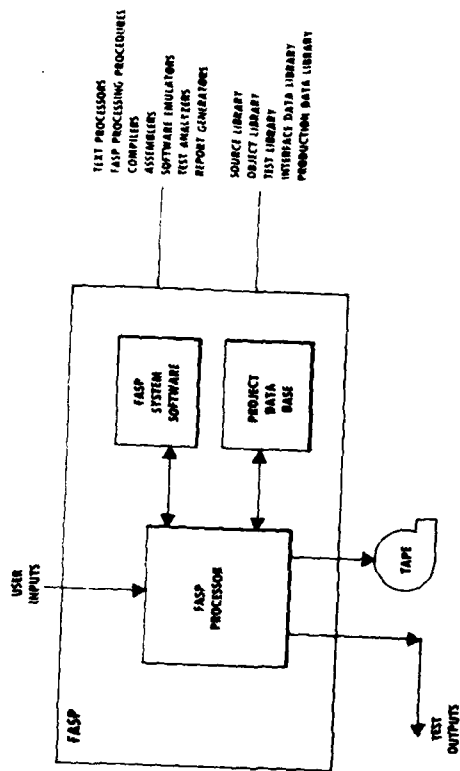 FASP
USER
INPUTS
FASP
PROCESSOR
FASP
SYSTEM
SOFTWARE
PROJECT
DATA
BASE
TEXT PROCESSORS
FASP PROCESSING PROCEDURES
COMPILERS
ASSEMBLERS
SOFTWARE EMULATORS
TEST ANALYZERS
REPORT GENERATORS
SOURCE LIBRARY
OBJECT LIBRARY
TEST LIBRARY
INTERFACE DATA LIBRARY
PRODUCTION DATA LIBRARY
TAPE
TEST
OUTPUTS